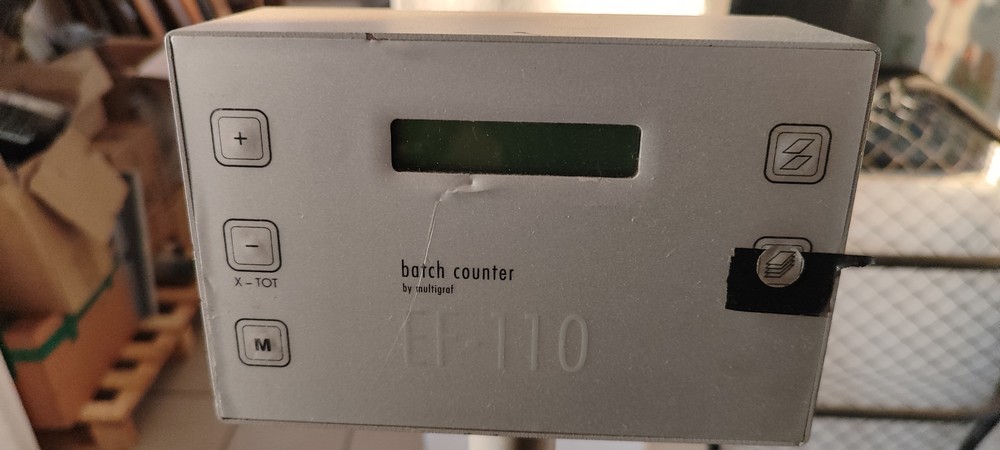 +
−
X – TOT
M
batch counter
by multigraf
EF-110